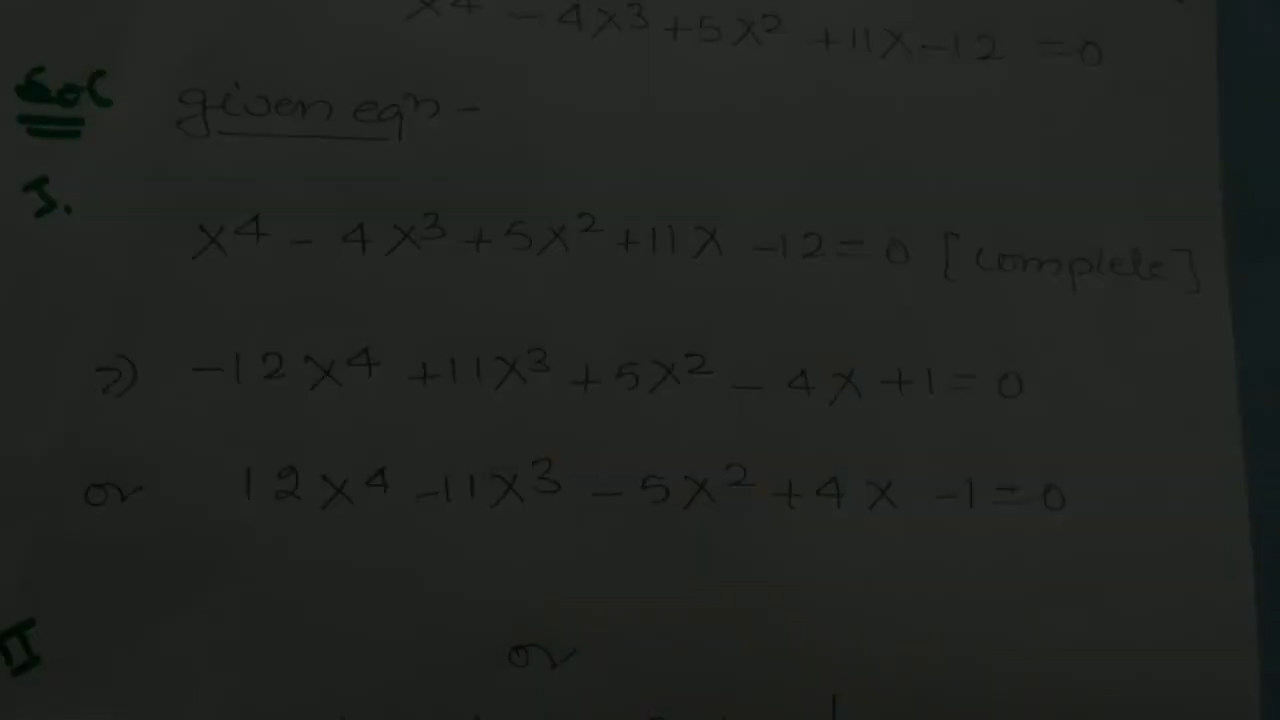 x⁴ - 4x³ + 5x² + 11x - 12 = 0
Sol given eqn -
I.
x⁴ - 4x³ + 5x² + 11x - 12 = 0 [complete]
⇒) -12x⁴ + 11x³ + 5x² - 4x + 1 = 0
or 12x⁴ - 11x³ - 5x² + 4x - 1 = 0
II or